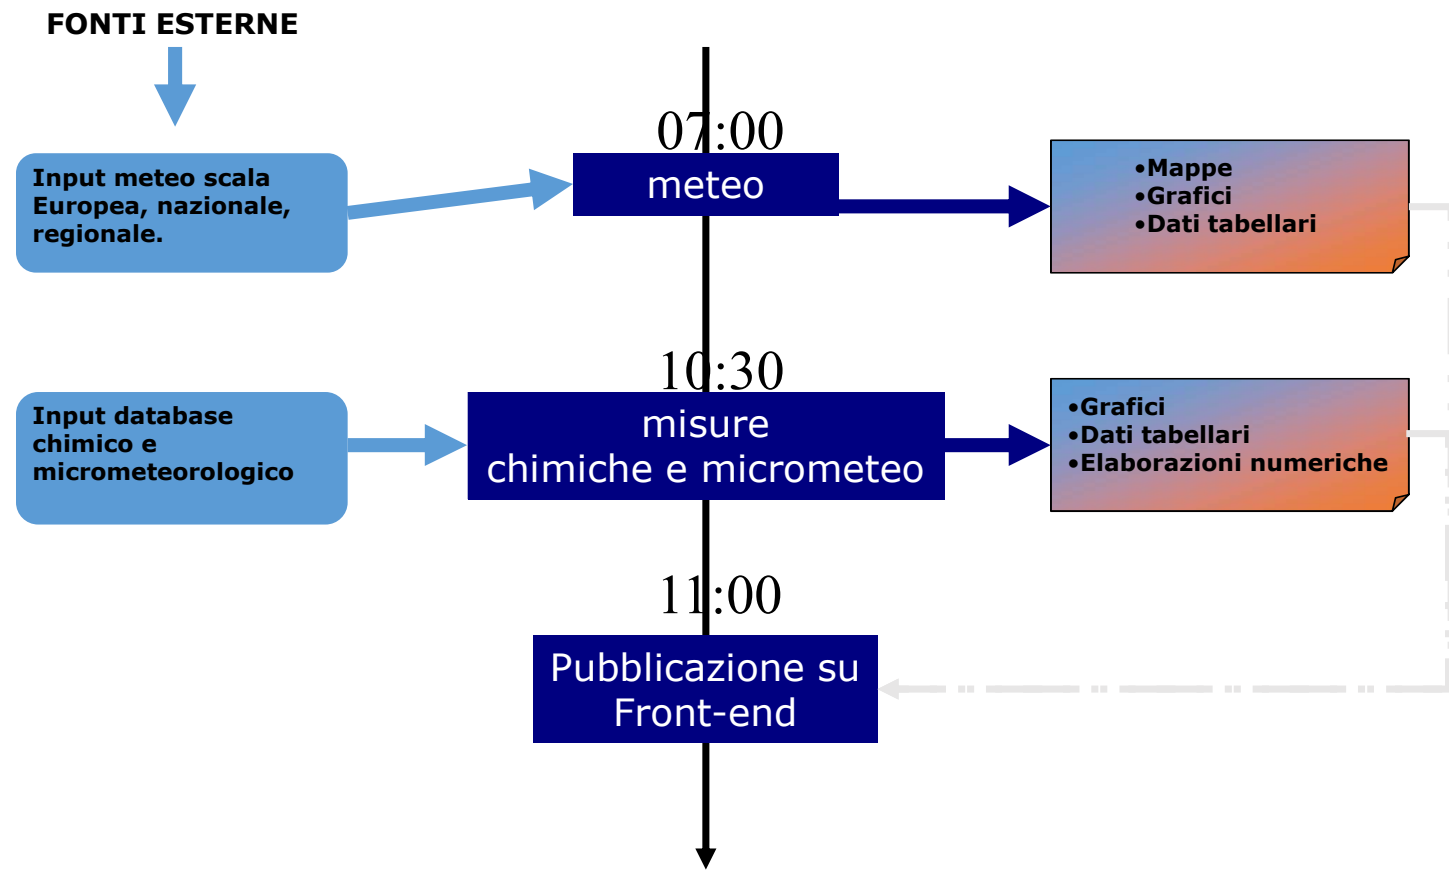 FONTI ESTERNE
07:00
Input meteo scala
Europea, nazionale,
regionale.
meteo
•Mappe
•Grafici
•Dati tabellari
10:30
Input database
chimico e
micrometeorologico
misure
chimiche e micrometeo
•Grafici
•Dati tabellari
•Elaborazioni numeriche
11:00
Pubblicazione su
Front-end